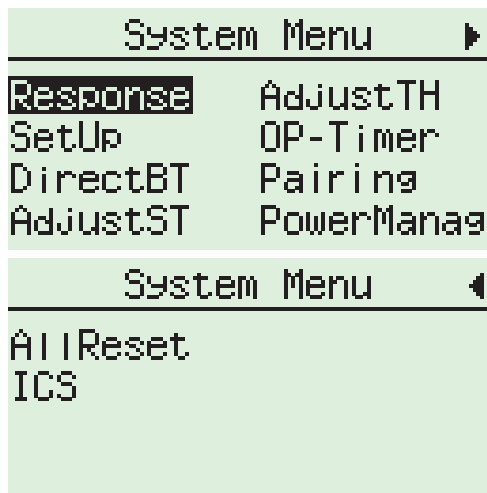 System Menu
Response AdjustTH
SetUp OP-Timer
DirectBT Pairing
AdjustST PowerManag
System Menu
AllReset
ICS